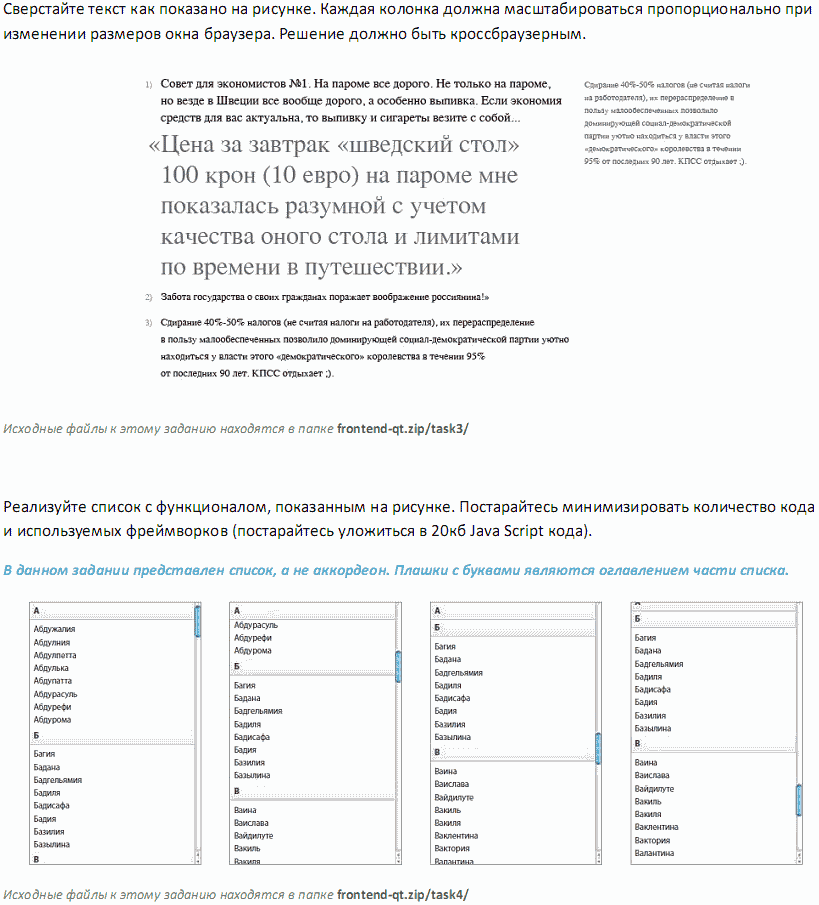 Сверстайте текст как показано на рисунке. Каждая колонка должна масштабироваться пропорционально при
изменении размеров окна браузера. Решение должно быть кроссбраузерным.
1) Совет для экономистов №1. На пароме все дорого. Не только на пароме,
но везде в Швеции все вообще дорого, а особенно выпивка. Если экономия
средств для вас актуальна, то выпивку и сигареты везите с собой...
«Цена за завтрак «шведский стол»
100 крон (10 евро) на пароме мне
показалась разумной с учетом
качества оного стола и лимитами
по времени в путешествии.»
2) Забота государства о своих гражданах поражает воображение россиянина!»
3) Сдирание 40%-50% налогов (не считая налоги на работодателя), их перераспределение
в пользу малообеспеченных позволило доминирующей социал-демократической партии уютно
находиться у власти этого «демократического» королевства в течении 95%
от последних 90 лет. КПСС отдыхает ;).
Сдирание 40%-50% налогов (не считая налоги
на работодателя), их перераспределение в
пользу малообеспеченных позволило
доминирующей социал-демократической
партии уютно находиться у власти этого
«демократического» королевства в течении
95% от последних 90 лет. КПСС отдыхает ;).
Исходные файлы к этому заданию находятся в папке frontend-qt.zip/task3/
Реализуйте список с функционалом, показанным на рисунке. Постарайтесь минимизировать количество кода
и используемых фреймворков (постарайтесь уложиться в 20кб Java Script кода).
В данном задании представлен список, а не аккордеон. Плашки с буквами являются оглавлением части списка.
А
Абдужалия
Абдулния
Абдулпетта
Абдулька
Абдупатта
Абдурасуль
Абдурефи
Абдурома
Б
Багия
Бадана
Бадгельямия
Бадиля
Бадисафа
Бадия
Базилия
Базылина
В
А
Абдурасуль
Абдурефи
Абдурома
Б
Багия
Бадана
Бадгельямия
Бадиля
Бадисафа
Бадия
Базилия
Базылина
В
Ваина
Ваислава
Вайдилуте
Вакиль
Вакиля
А
Б
Багия
Бадана
Бадгельямия
Бадиля
Бадисафа
Бадия
Базилия
Базылина
В
Ваина
Ваислава
Вайдилуте
Вакиль
Вакиля
Ваклентина
Вактория
Валантина
А
Б
Багия
Бадана
Бадгельямия
Бадиля
Бадисафа
Бадия
Базилия
Базылина
В
Ваина
Ваислава
Вайдилуте
Вакиль
Вакиля
Ваклентина
Вактория
Валантина
Исходные файлы к этому заданию находятся в папке frontend-qt.zip/task4/